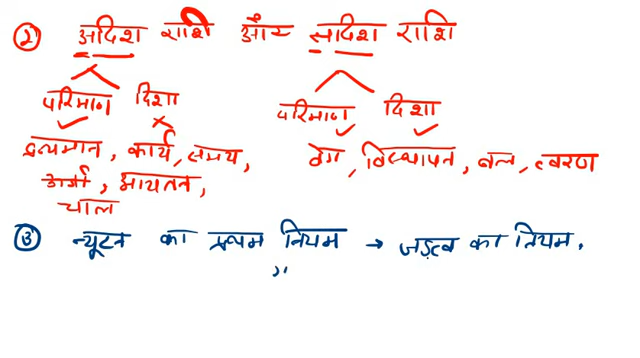 ② अदिश राशि और सदिश राशि
परिमाण दिशा परिमाण दिशा
द्रव्यमान, कार्य, समय, वेग, विस्थापन, बल, त्वरण
ऊर्जा, आयतन,
चाल
③ न्यूटन का प्रथम नियम → जड़त्व का नियम.
,,